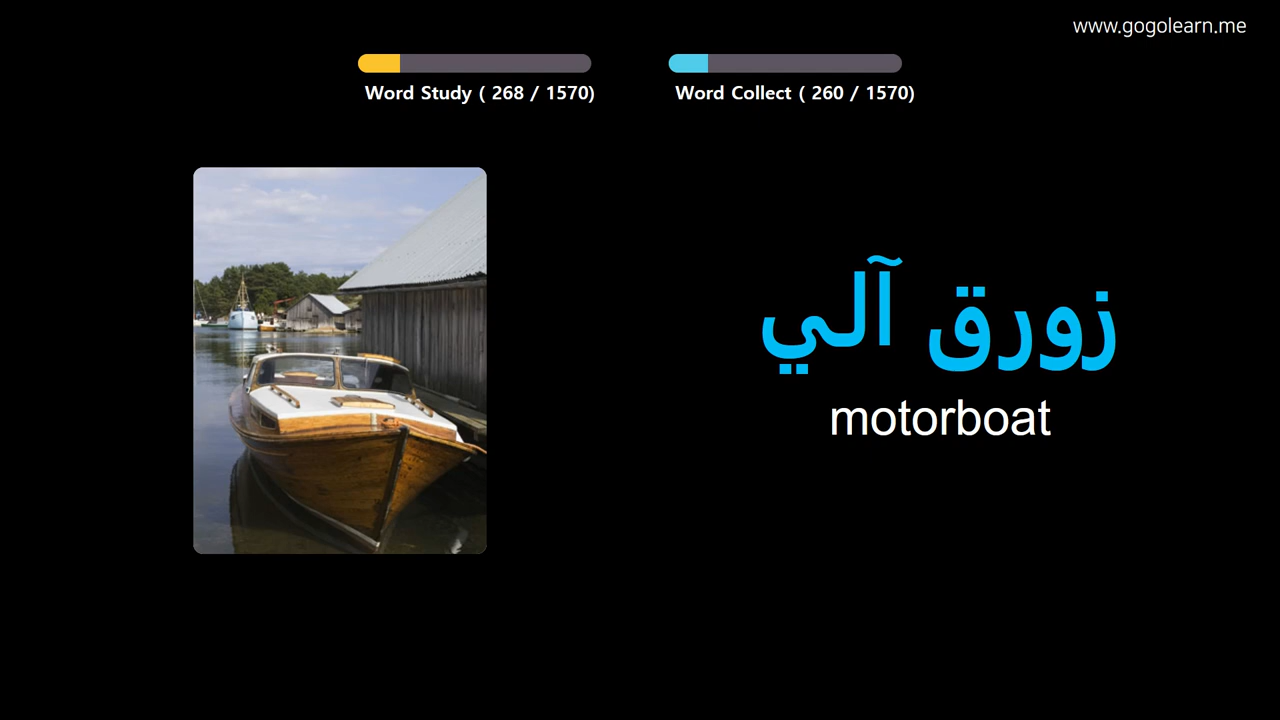 www.gogolearn.me
Word Study ( 268 / 1570)
Word Collect ( 260 / 1570)
زورق آلي
motorboat